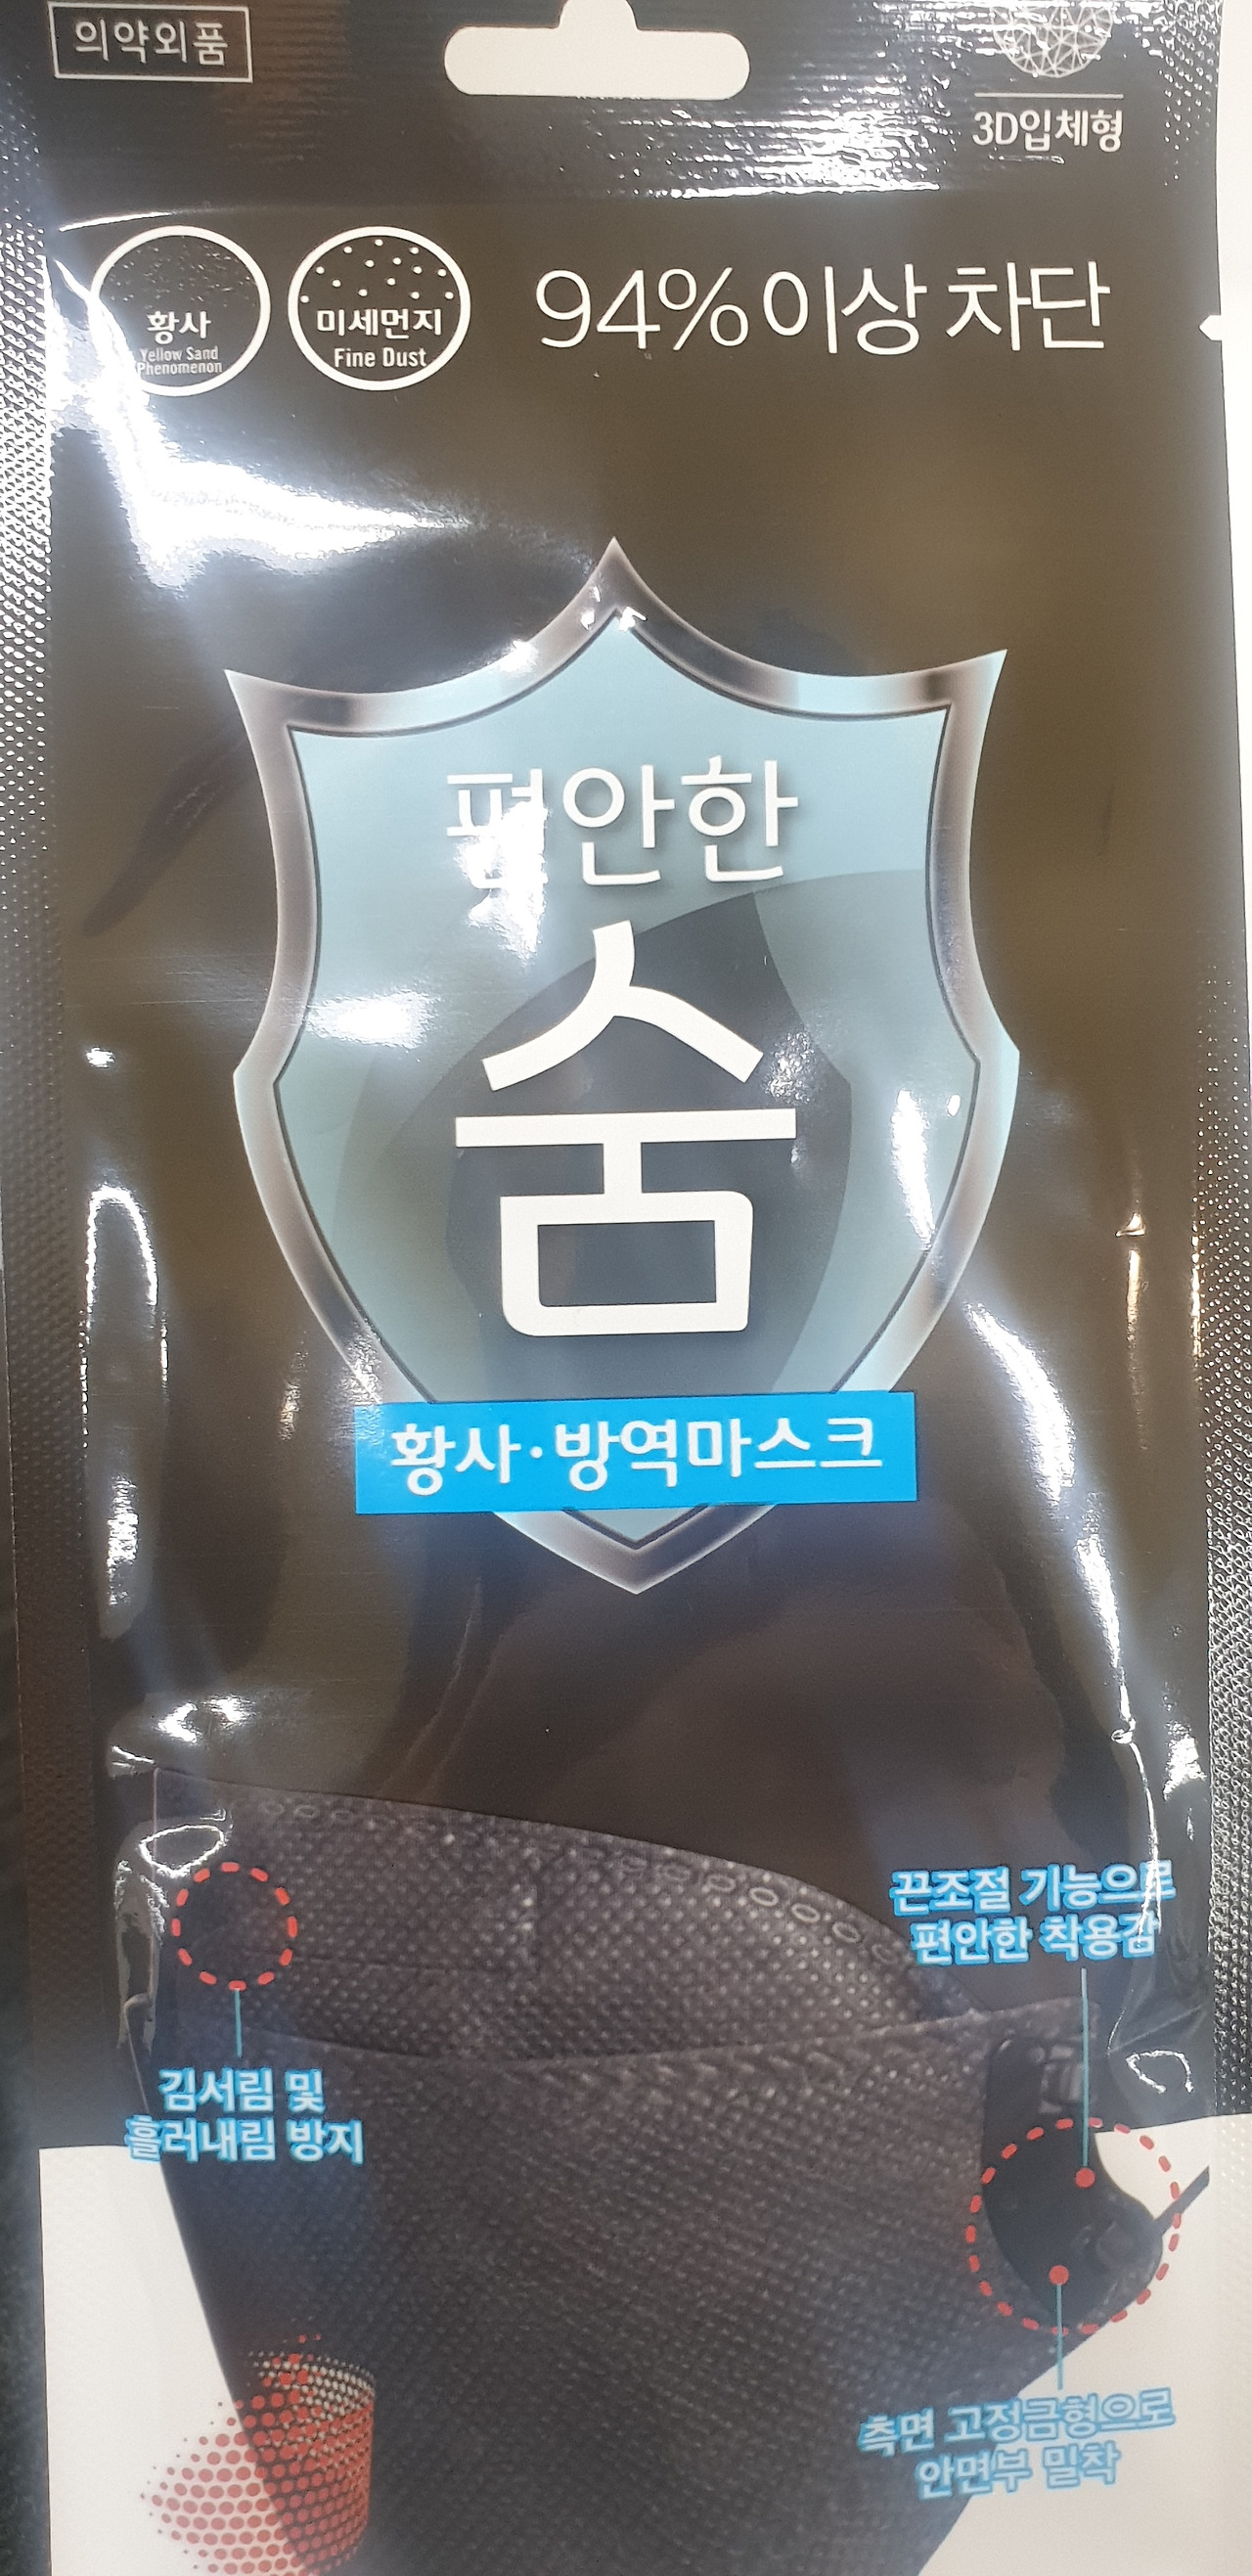 의약외품
3D입체형
황사
Yellow Sand
Phenomenon
미세먼지
Fine Dust
94% 이상 차단
편안한
숨
황사·방역마스크
끈조절 기능으로
편안한 착용감
김서림 및
흘러내림 방지
측면 고정금형으로
안면부 밀착